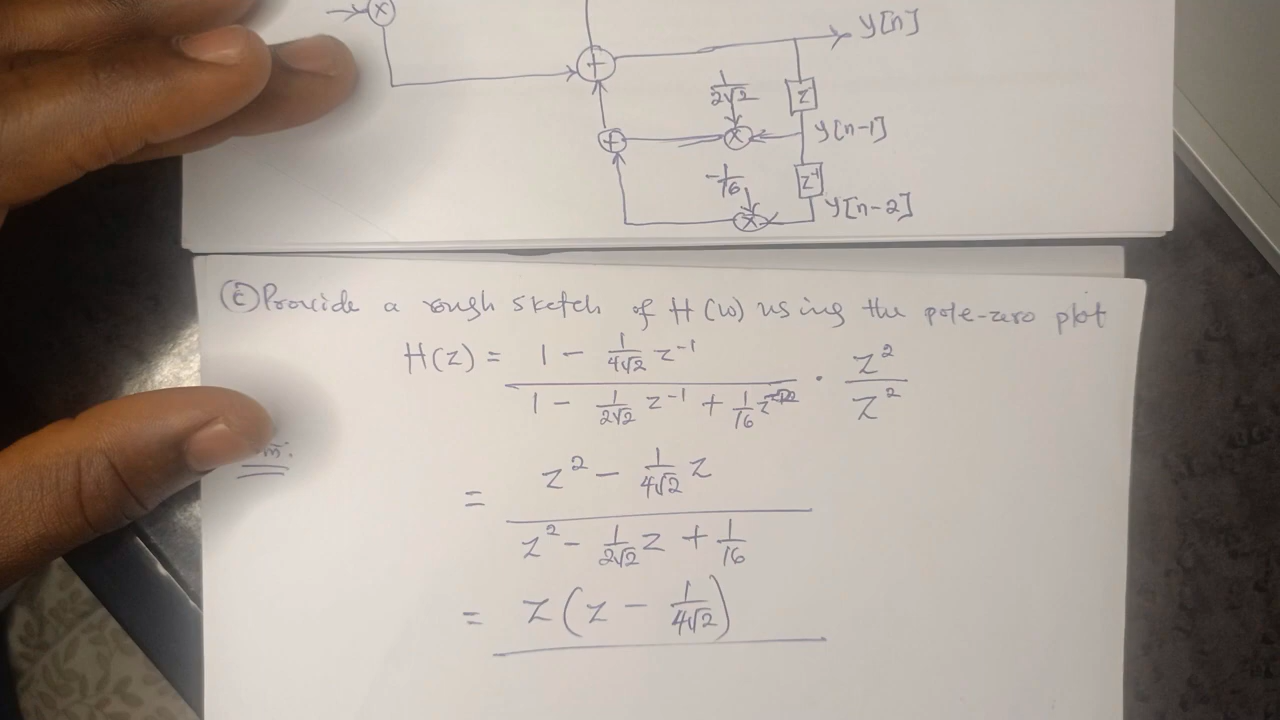 ×
y[n]
+
1/2√2
z
+ × y[n-1]
-1/16
z⁻¹
× y[n-2]
(c) Provide a rough sketch of H(ω) using the pole-zero plot
H(z) = (1 - 1/4√2 z⁻¹) / (1 - 1/2√2 z⁻¹ + 1/16 z⁻²) · z²/z²
= (z² - 1/4√2 z) / (z² - 1/2√2 z + 1/16)
= z(z - 1/4√2)